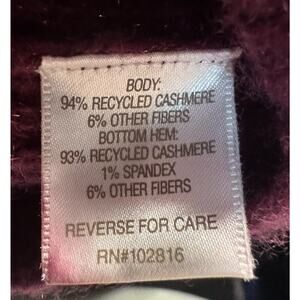 BODY:
94% RECYCLED CASHMERE
6% OTHER FIBERS
BOTTOM HEM:
93% RECYCLED CASHMERE
1% SPANDEX
6% OTHER FIBERS
REVERSE FOR CARE
RN#102816